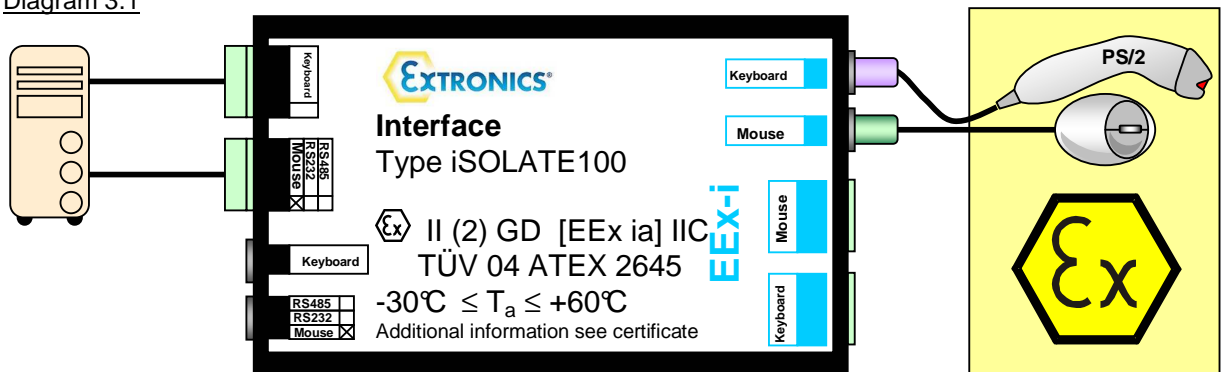 Diagram 3.1
Keyboard
RS485
RS232
Mouse
Keyboard
RS485
RS232
Mouse
EXTRONICS®
Interface
Type iSOLATE100
Ex II (2) GD [EEx ia] IIC
TÜV 04 ATEX 2645
-30°C ≤ Ta ≤ +60°C
Additional information see certificate
Keyboard
Mouse
EEx-i
Mouse
Keyboard
PS/2
Ex